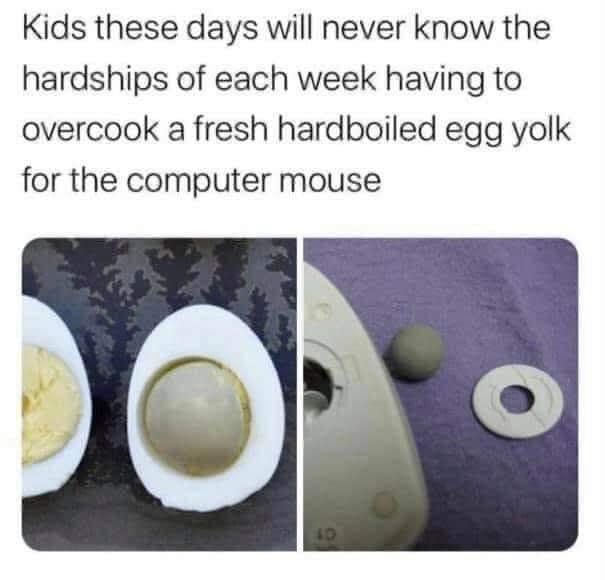 Kids these days will never know the
hardships of each week having to
overcook a fresh hardboiled egg yolk
for the computer mouse